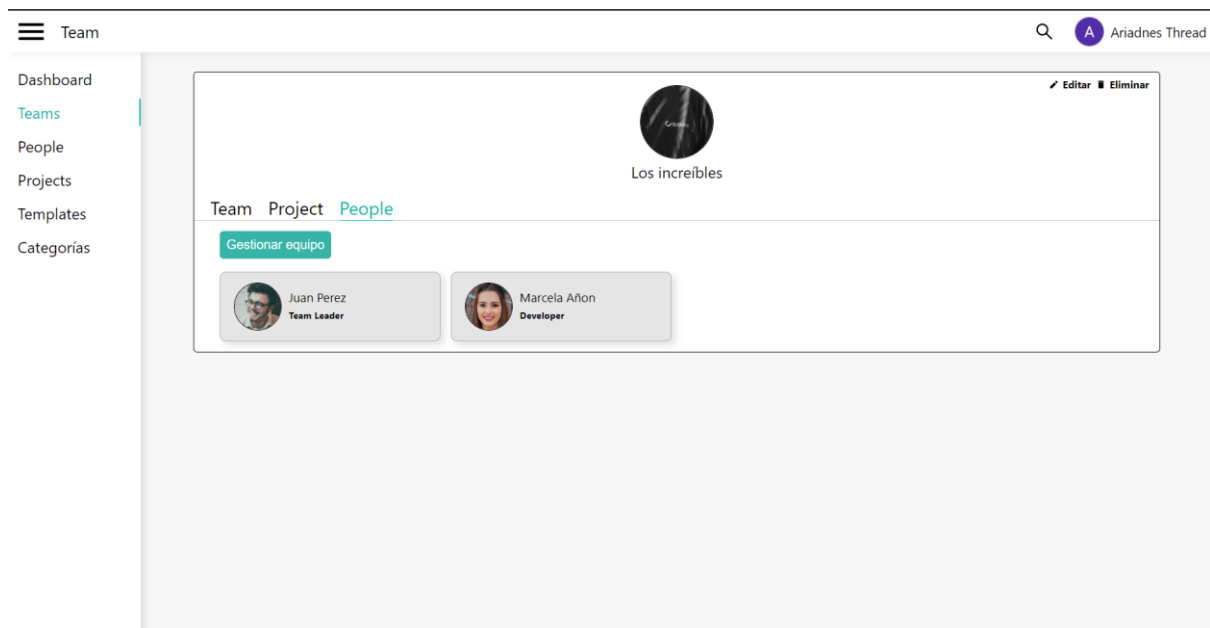 Team
A
Ariadnes Thread
Dashboard
Teams
People
Projects
Templates
Categorías
Editar
Eliminar
Los increíbles
Team
Project
People
Gestionar equipo
Juan Perez
Team Leader
Marcela Añon
Developer